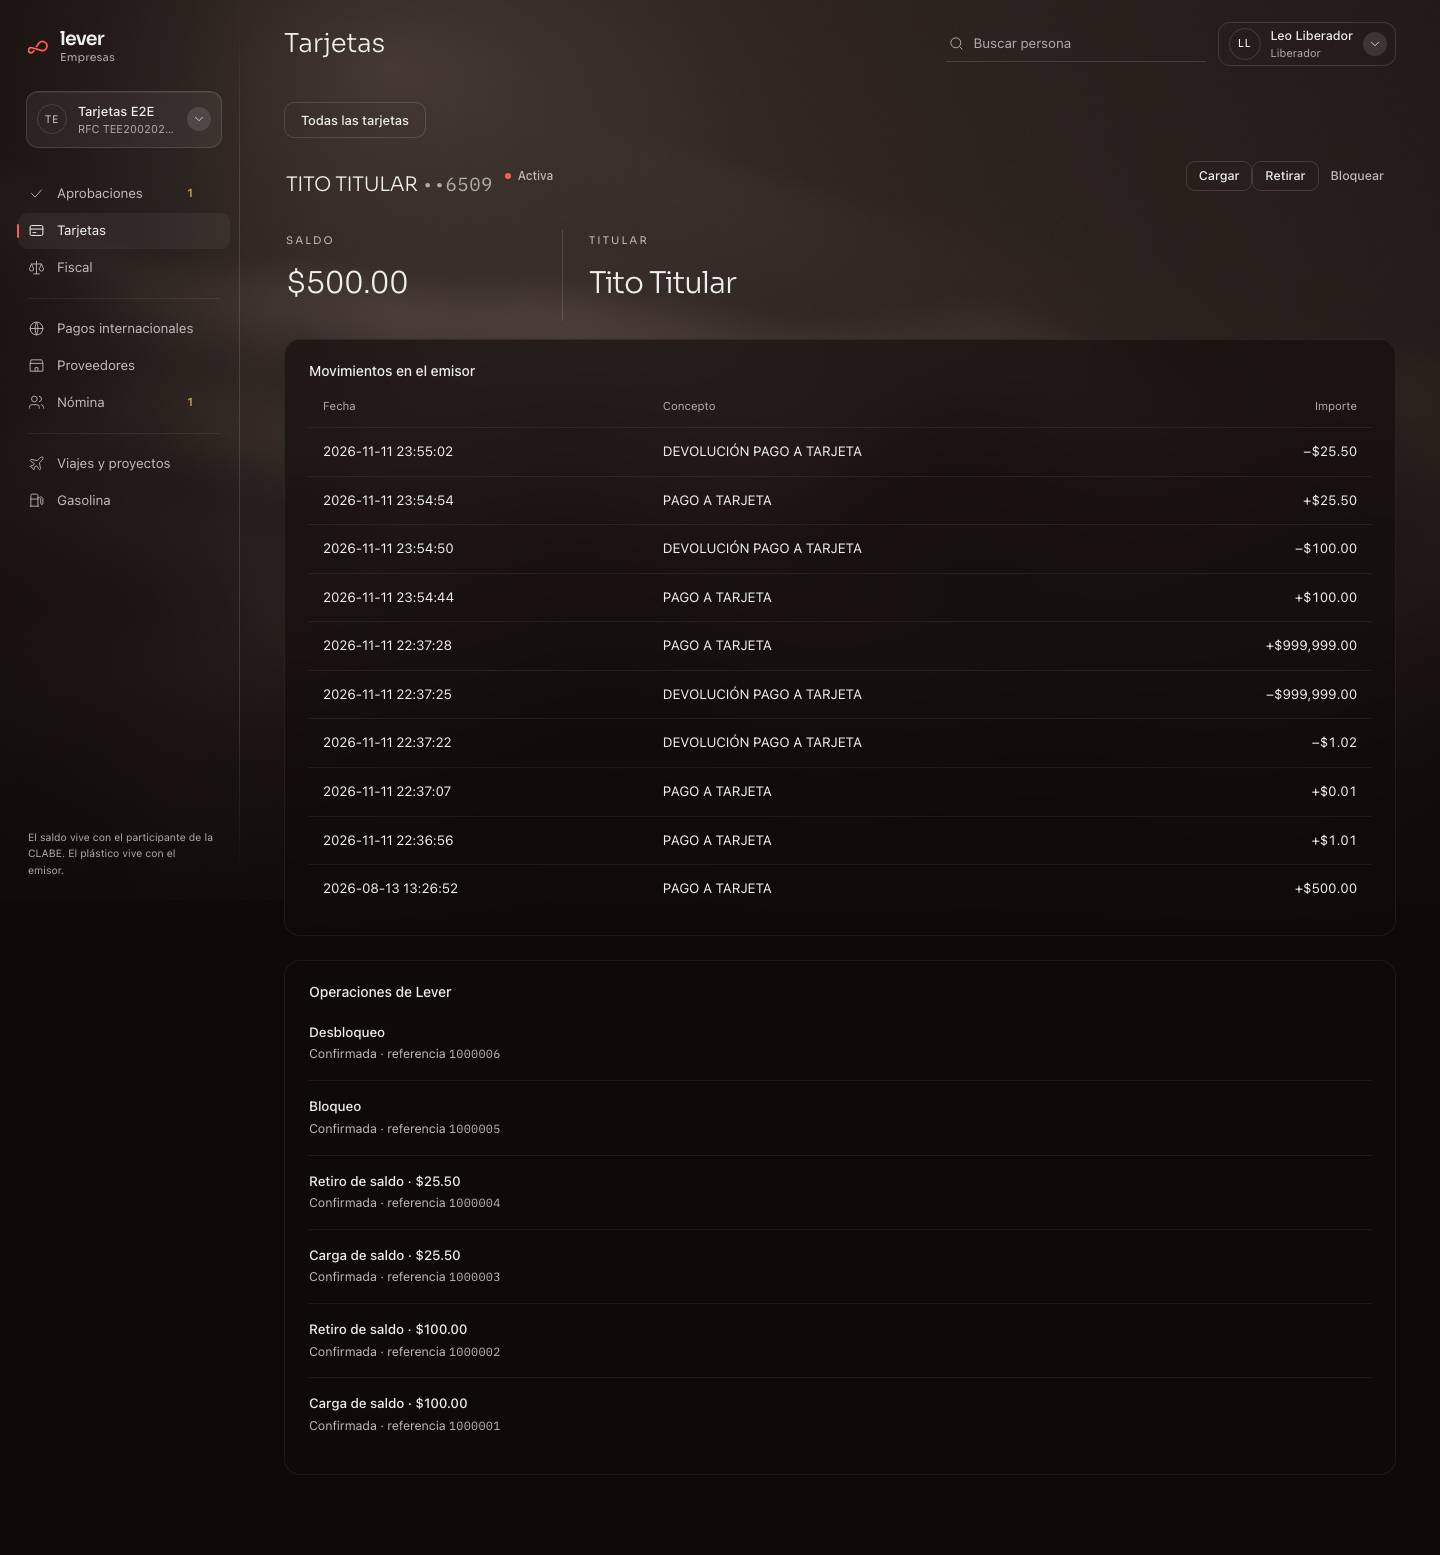 lever
Empresas
TE
Tarjetas E2E
RFC TEE200202...
Aprobaciones 1
Tarjetas
Fiscal
Pagos internacionales
Proveedores
Nómina 1
Viajes y proyectos
Gasolina
El saldo vive con el participante de la
CLABE. El plástico vive con el
emisor.
Tarjetas
Buscar persona
LL
Leo Liberador
Liberador
Todas las tarjetas
TITO TITULAR ••6509 Activa
Cargar Retirar Bloquear
SALDO
$500.00
TITULAR
Tito Titular
Movimientos en el emisor
Fecha Concepto Importe
2026-11-11 23:55:02 DEVOLUCIÓN PAGO A TARJETA −$25.50
2026-11-11 23:54:54 PAGO A TARJETA +$25.50
2026-11-11 23:54:50 DEVOLUCIÓN PAGO A TARJETA −$100.00
2026-11-11 23:54:44 PAGO A TARJETA +$100.00
2026-11-11 22:37:28 PAGO A TARJETA +$999,999.00
2026-11-11 22:37:25 DEVOLUCIÓN PAGO A TARJETA −$999,999.00
2026-11-11 22:37:22 DEVOLUCIÓN PAGO A TARJETA −$1.02
2026-11-11 22:37:07 PAGO A TARJETA +$0.01
2026-11-11 22:36:56 PAGO A TARJETA +$1.01
2026-08-13 13:26:52 PAGO A TARJETA +$500.00
Operaciones de Lever
Desbloqueo
Confirmada · referencia 1000006
Bloqueo
Confirmada · referencia 1000005
Retiro de saldo · $25.50
Confirmada · referencia 1000004
Carga de saldo · $25.50
Confirmada · referencia 1000003
Retiro de saldo · $100.00
Confirmada · referencia 1000002
Carga de saldo · $100.00
Confirmada · referencia 1000001